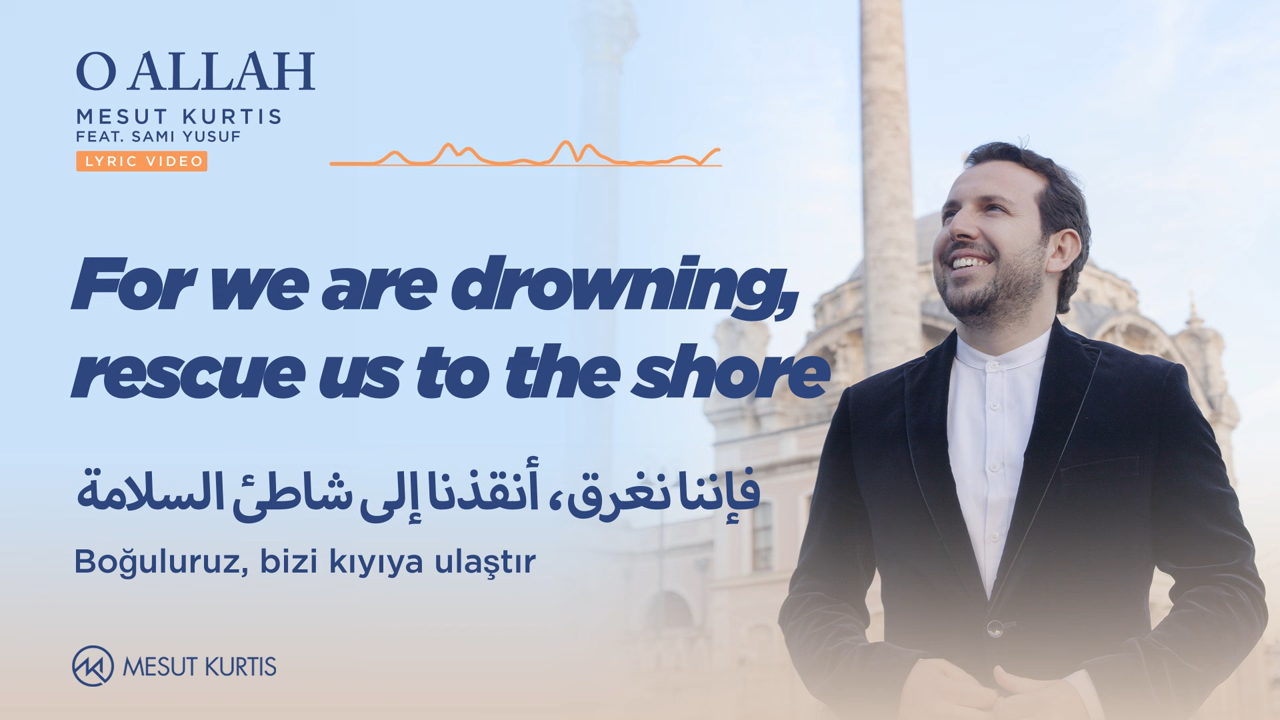 O ALLAH
MESUT KURTIS
FEAT. SAMI YUSUF
LYRIC VIDEO
For we are drowning,
rescue us to the shore
فإننا نغرق، أنقذنا إلى شاطئ السلامة
Boğuluruz, bizi kıyıya ulaştır
MESUT KURTIS